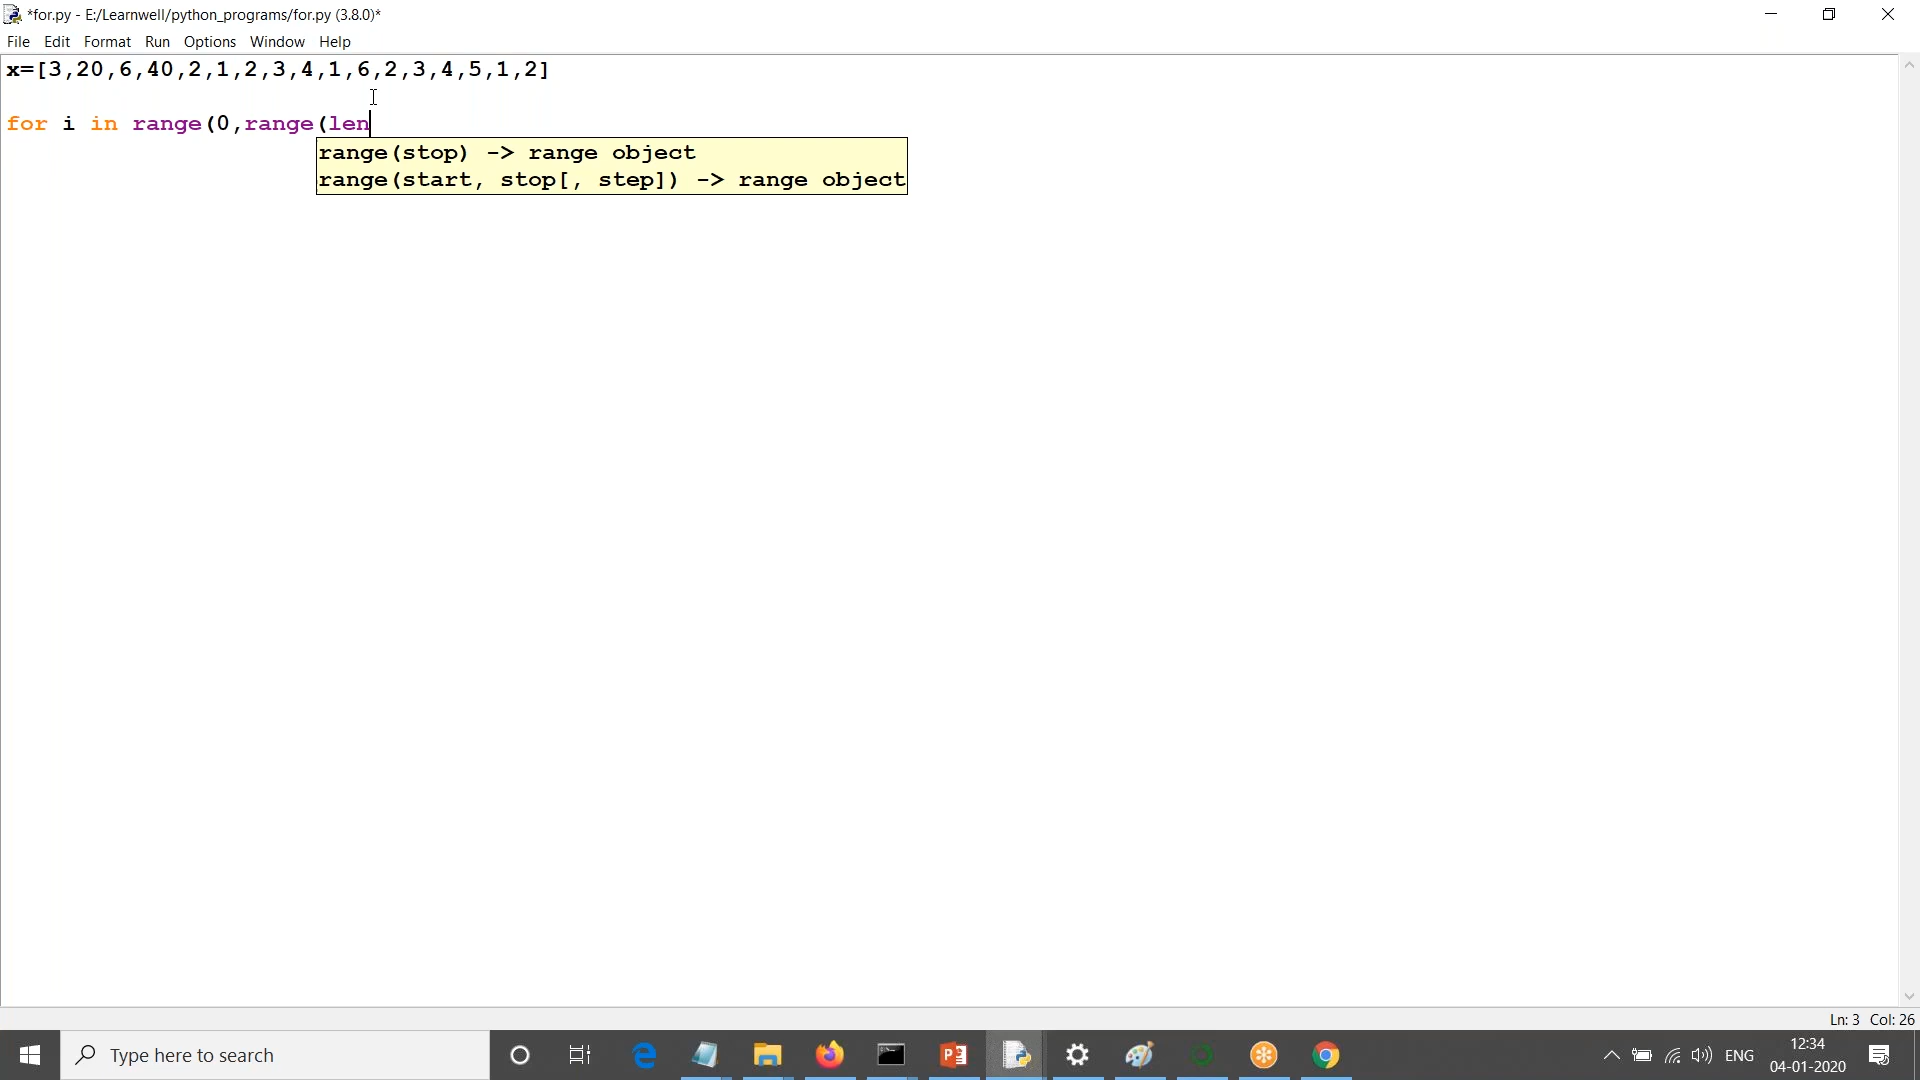 *for.py - E:/Learnwell/python_programs/for.py (3.8.0)*
File Edit Format Run Options Window Help
x=[3,20,6,40,2,1,2,3,4,1,6,2,3,4,5,1,2]
for i in range(0,range(len
range(stop) -> range object
range(start, stop[, step]) -> range object
Ln: 3 Col: 26
Type here to search
ENG
12:34
04-01-2020